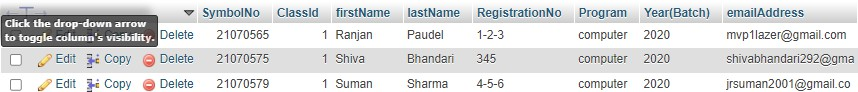 SymbolNo ClassId firstName lastName RegistrationNo Program Year(Batch) emailAddress
Click the drop-down arrow
to toggle column's visibility.
Delete 21070565 1 Ranjan Paudel 1-2-3 computer 2020 mvp1lazer@gmail.com
Edit Copy Delete 21070575 1 Shiva Bhandari 345 computer 2020 shivabhandari292@gma
Edit Copy Delete 21070579 1 Suman Sharma 4-5-6 computer 2020 jrsuman2001@gmail.co